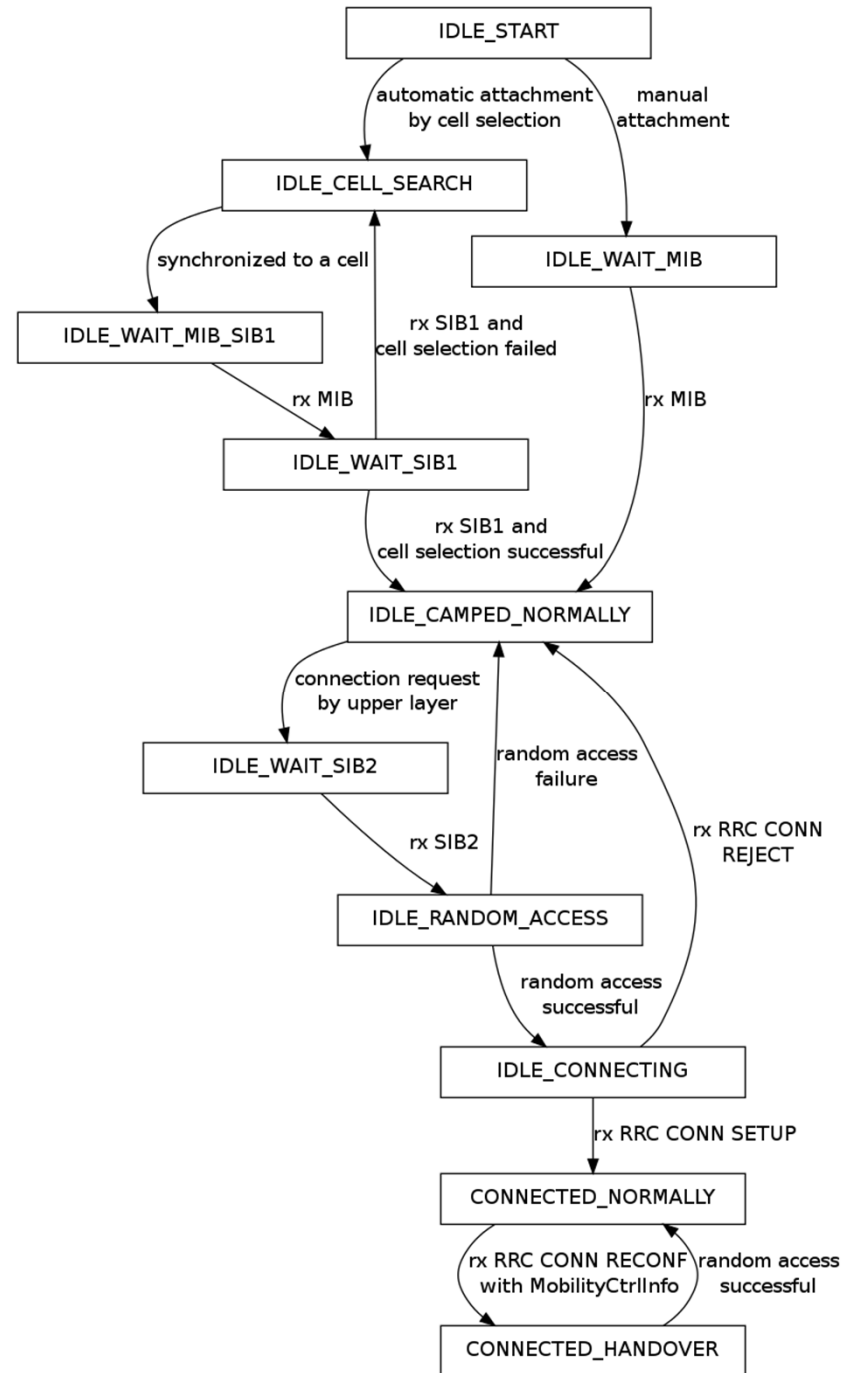 IDLE_START
automatic attachment
by cell selection
manual
attachment
IDLE_CELL_SEARCH
IDLE_WAIT_MIB
synchronized to a cell
IDLE_WAIT_MIB_SIB1
rx SIB1 and
cell selection failed
rx MIB
rx MIB
IDLE_WAIT_SIB1
rx SIB1 and
cell selection successful
IDLE_CAMPED_NORMALLY
connection request
by upper layer
IDLE_WAIT_SIB2
random access
failure
rx SIB2
rx RRC CONN
REJECT
IDLE_RANDOM_ACCESS
random access
successful
IDLE_CONNECTING
rx RRC CONN SETUP
CONNECTED_NORMALLY
rx RRC CONN RECONF
with MobilityCtrlInfo
random access
successful
CONNECTED_HANDOVER